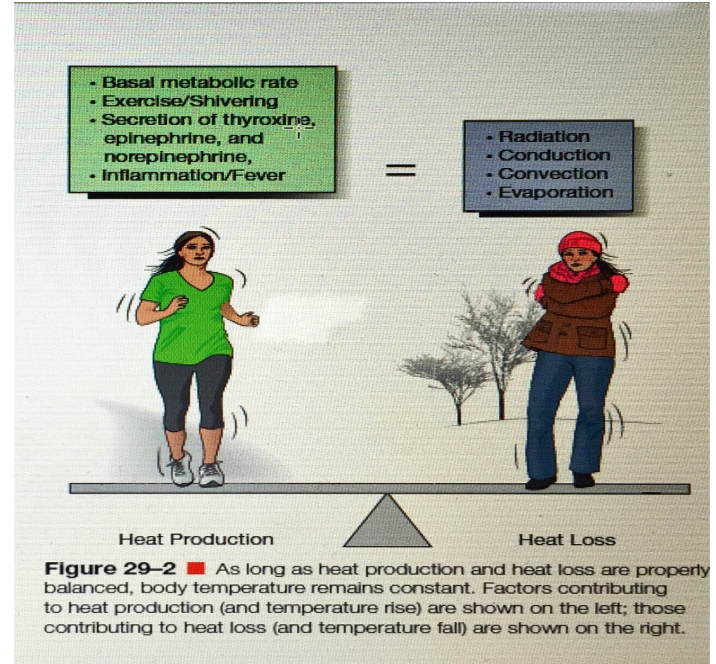 • Basal metabolic rate
• Exercise/Shivering
• Secretion of thyroxine,
epinephrine, and
norepinephrine,
• Inflammation/Fever
=
• Radiation
• Conduction
• Convection
• Evaporation
Heat Production
Heat Loss
Figure 29–2 ■ As long as heat production and heat loss are properly
balanced, body temperature remains constant. Factors contributing
to heat production (and temperature rise) are shown on the left; those
contributing to heat loss (and temperature fall) are shown on the right.